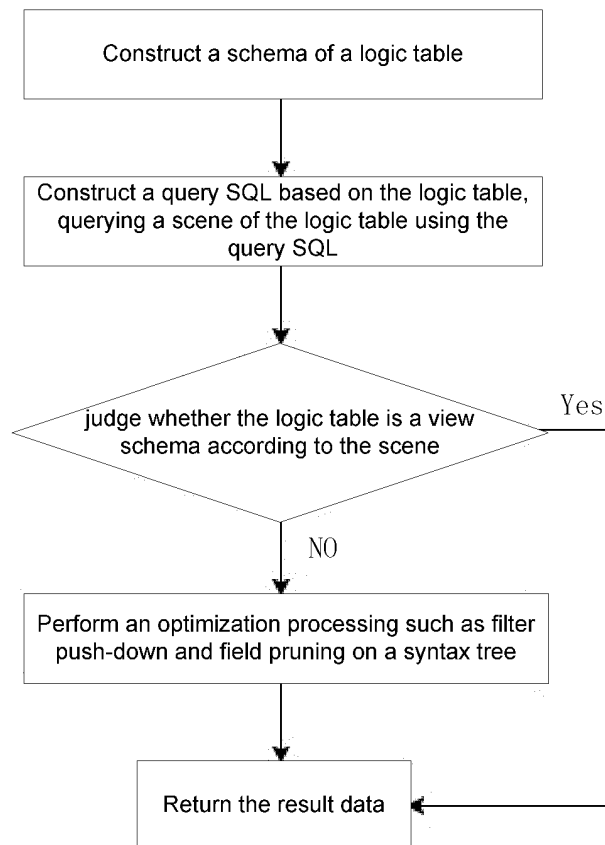 Construct a schema of a logic table
Construct a query SQL based on the logic table,
querying a scene of the logic table using the
query SQL
judge whether the logic table is a view
schema according to the scene
Yes
NO
Perform an optimization processing such as filter
push-down and field pruning on a syntax tree
Return the result data